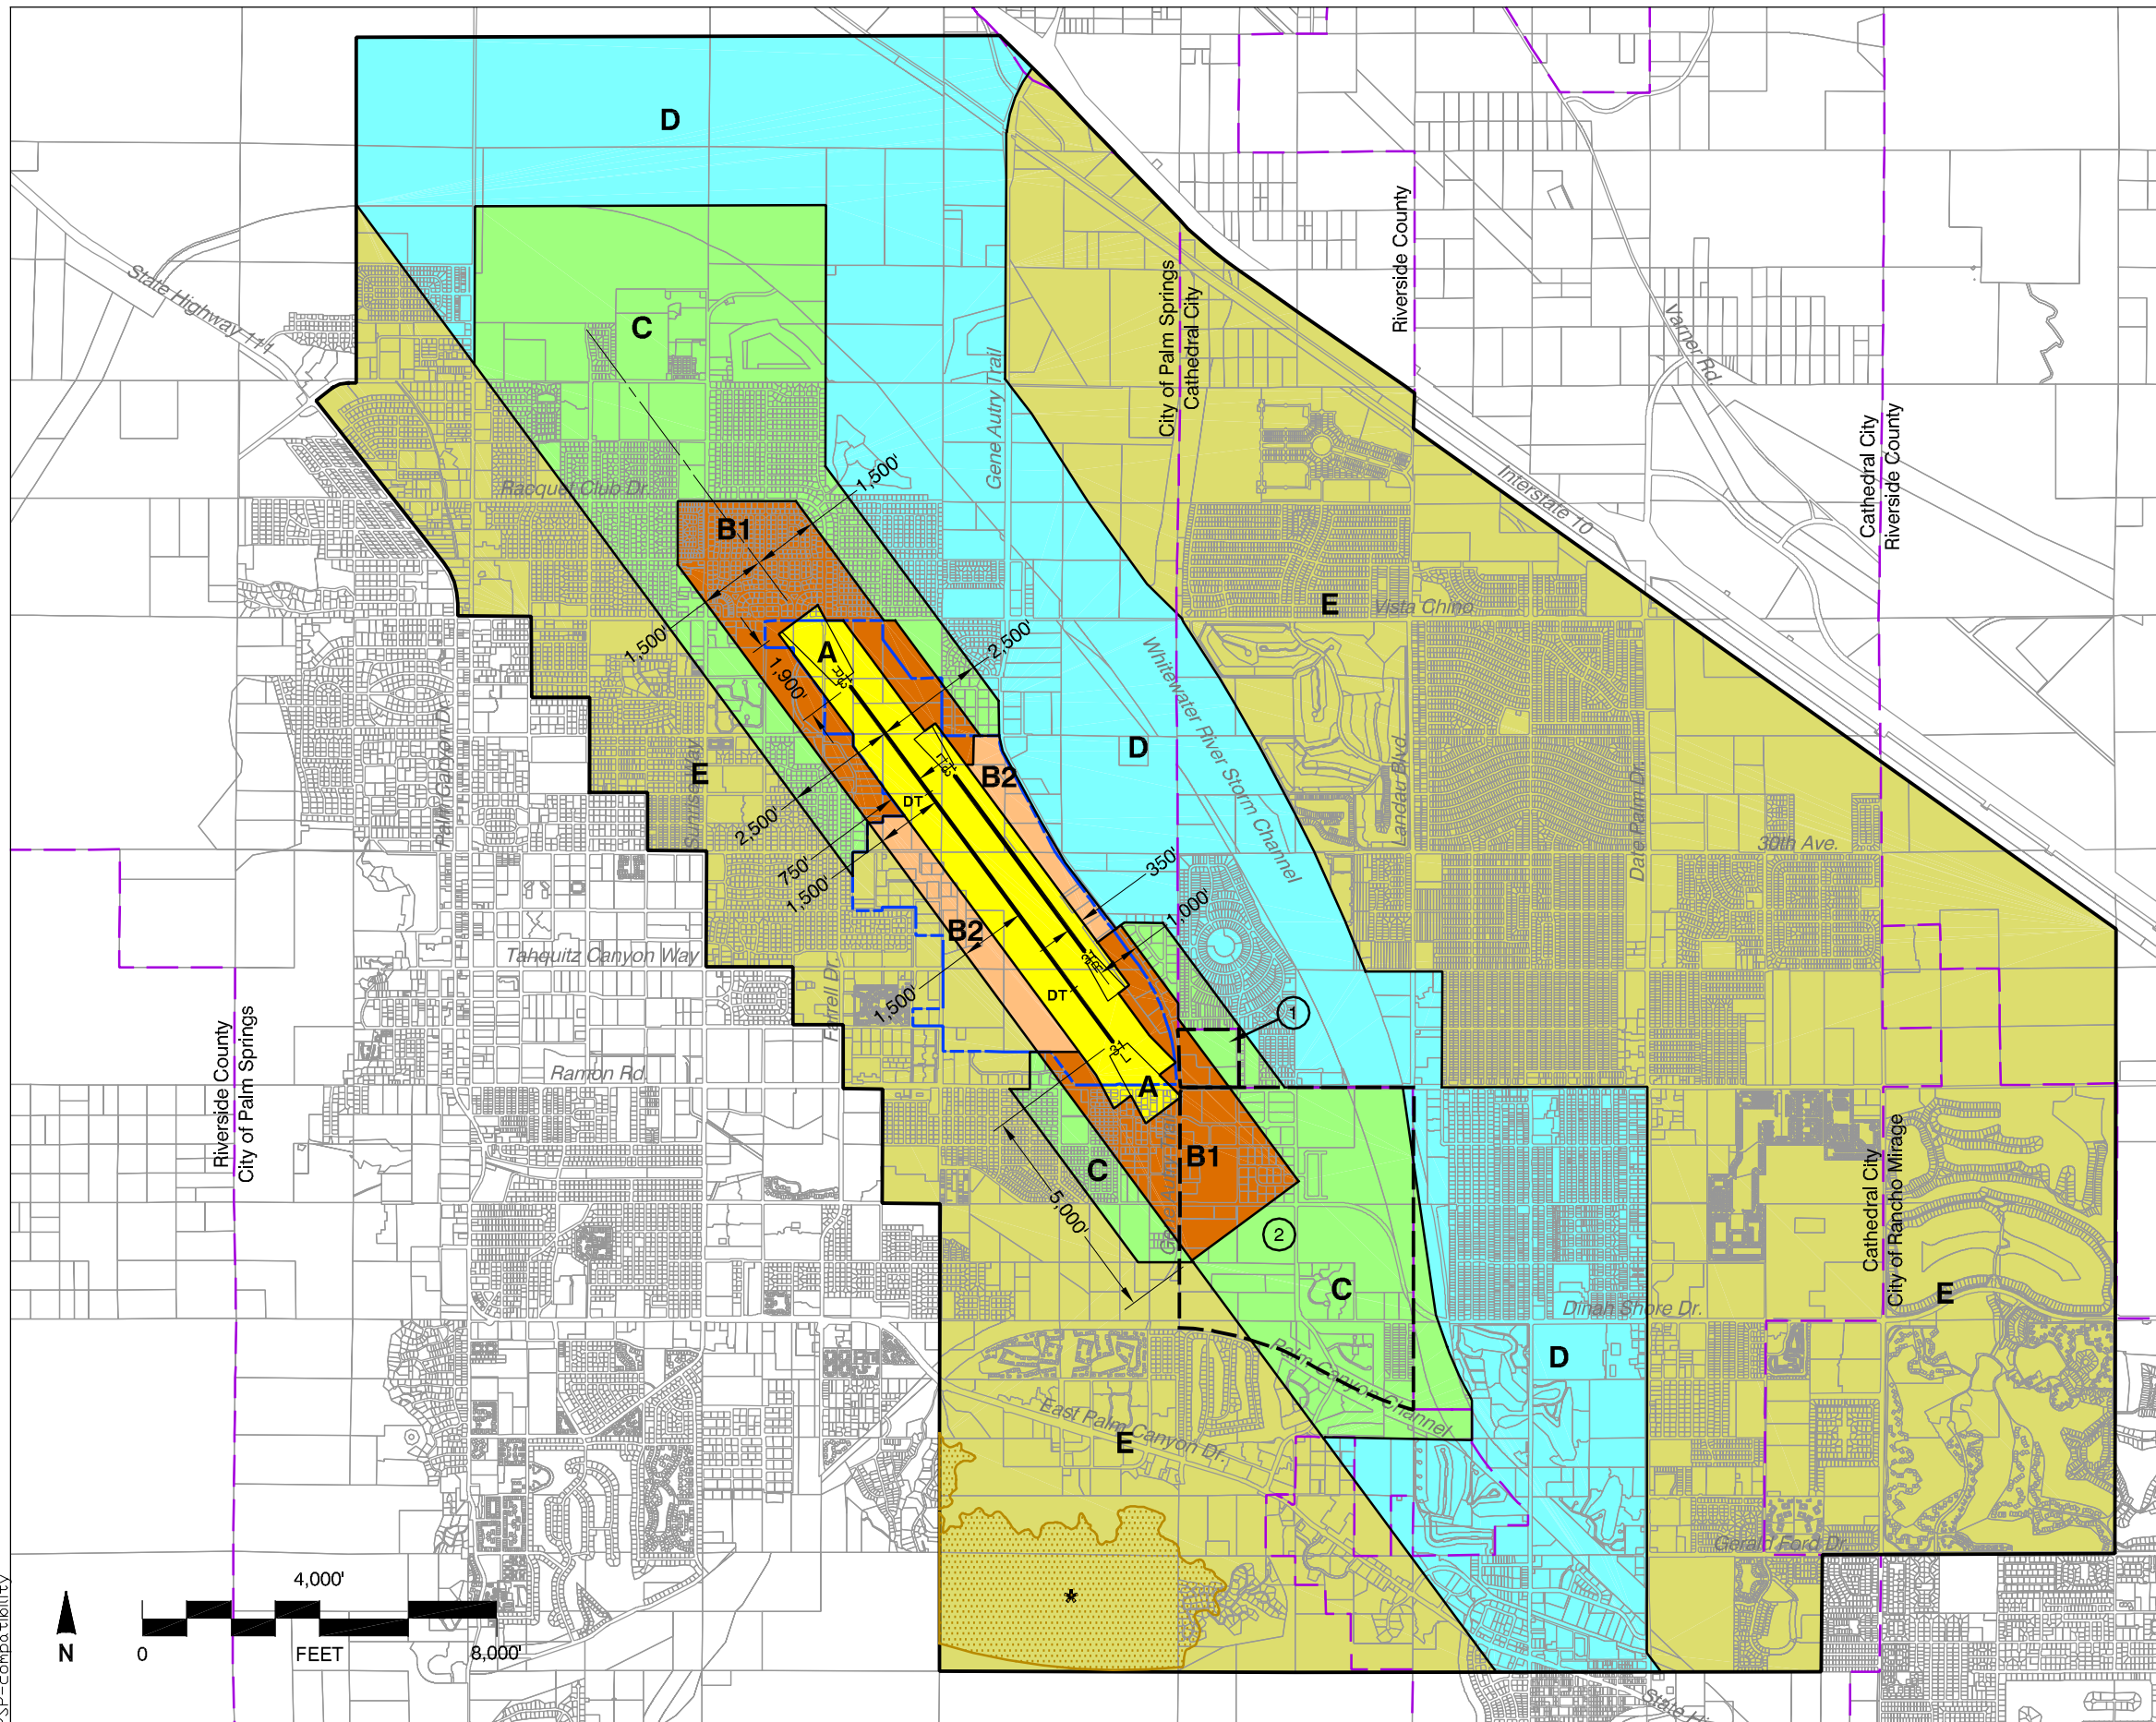 D
State Highway 111
C
Gene Autry Trail
City of Palm Springs
Cathedral City
Riverside County
Varner Rd.
Cathedral City
Riverside County
Interstate 10
Racquet Club Dr.
1,500'
B1
E
Vista Chino
1,500'
A
2,500'
1,900'
Whitewater River Storm Channel
D
Palm Canyon Dr.
Sunrise Way
E
B2
Landau Blvd.
Date Palm Dr.
30th Ave.
DT
2,500'
750'
1,500'
350'
1,000'
B2
Tahquitz Canyon Way
Farrell Dr.
1,500'
DT
1
Riverside County
City of Palm Springs
Ramon Rd.
31
A
B1
C
Gene Autry Trail
5,000'
2
C
Cathedral City
City of Rancho Mirage
E
Dinah Shore Dr.
D
Palm Canyon Channel
East Palm Canyon Dr.
E
Gerald Ford Dr.
*
4,000'
N
0
FEET
8,000'